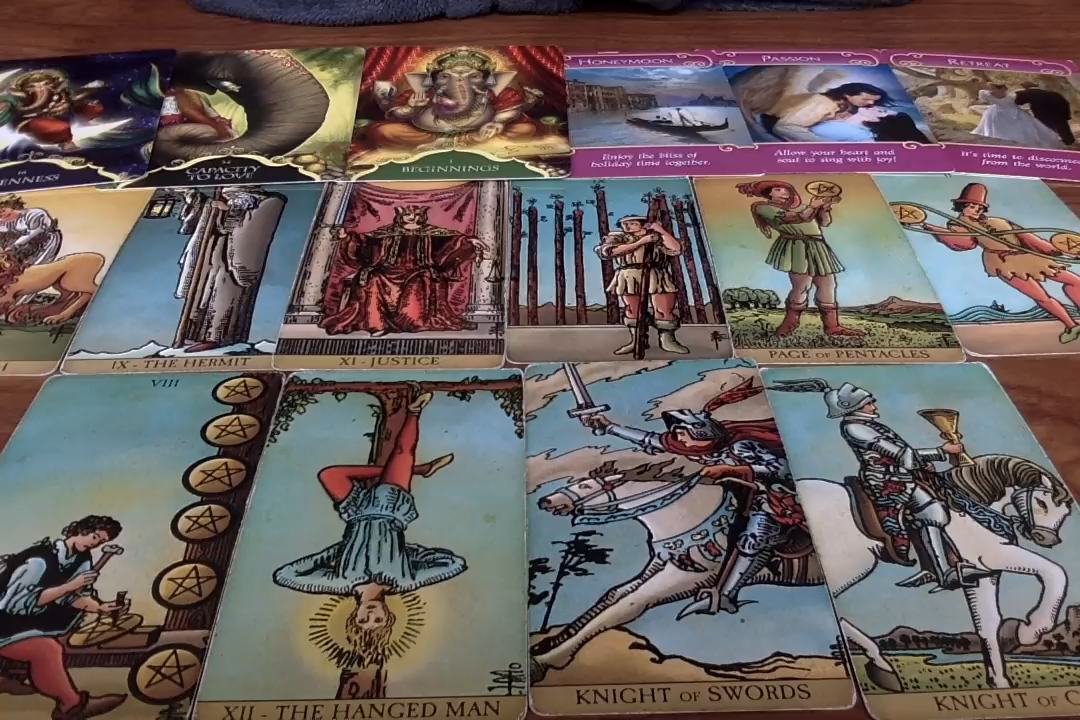 HONEYMOON
PASSION
RETREAT
Enjoy the bliss of
holiday time together.
Allow your heart and
soul to sing with joy!
It's time to disconnec
from the world.
ENNESS
CAPACITY
TO LOVE
I
BEGINNINGS
IX - THE HERMIT
XI - JUSTICE
PAGE OF PENTACLES
VIII
XII - THE HANGED MAN
KNIGHT OF SWORDS
KNIGHT OF C